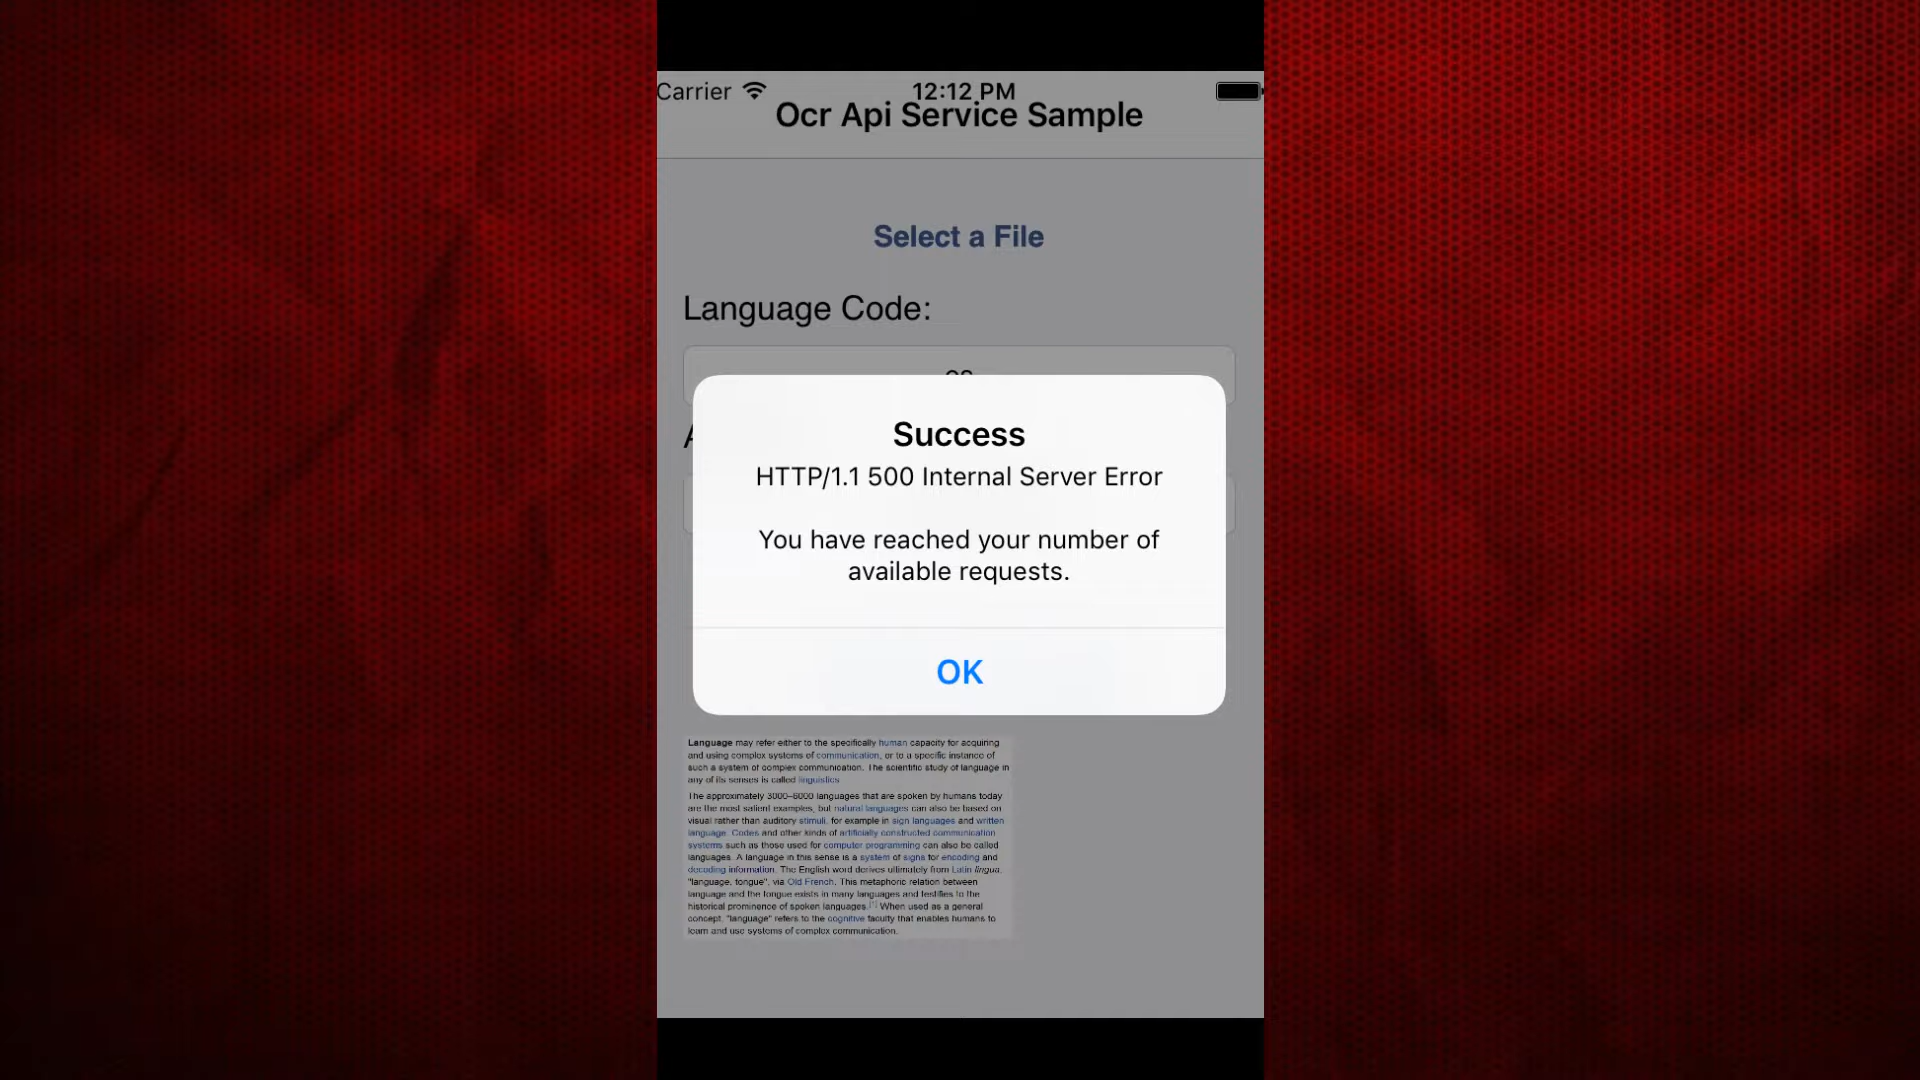 Carrier 12:12 PM
Ocr Api Service Sample
Select a File
Language Code:
Success
HTTP/1.1 500 Internal Server Error
You have reached your number of
available requests.
OK
Language may refer either to the specifically human capacity for acquiring
and using complex systems of communication, or to a specific instance of
such a system of complex communication. The scientific study of language in
any of its senses is called linguistics
The approximately 3000–6000 languages that are spoken by humans today
are the most salient examples, but natural languages can also be based on
visual rather than auditory stimuli, for example in sign languages and written
language. Codes and other kinds of artificially constructed communication
systems such as those used for computer programming can also be called
languages. A language in this sense is a system of signs for encoding and
decoding information. The English word derives ultimately from Latin lingua,
"language, tongue", via Old French. This metaphoric relation between
language and the tongue exists in many languages and testifies to the
historical prominence of spoken languages.[1] When used as a general
concept, "language" refers to the cognitive faculty that enables humans to
learn and use systems of complex communication.